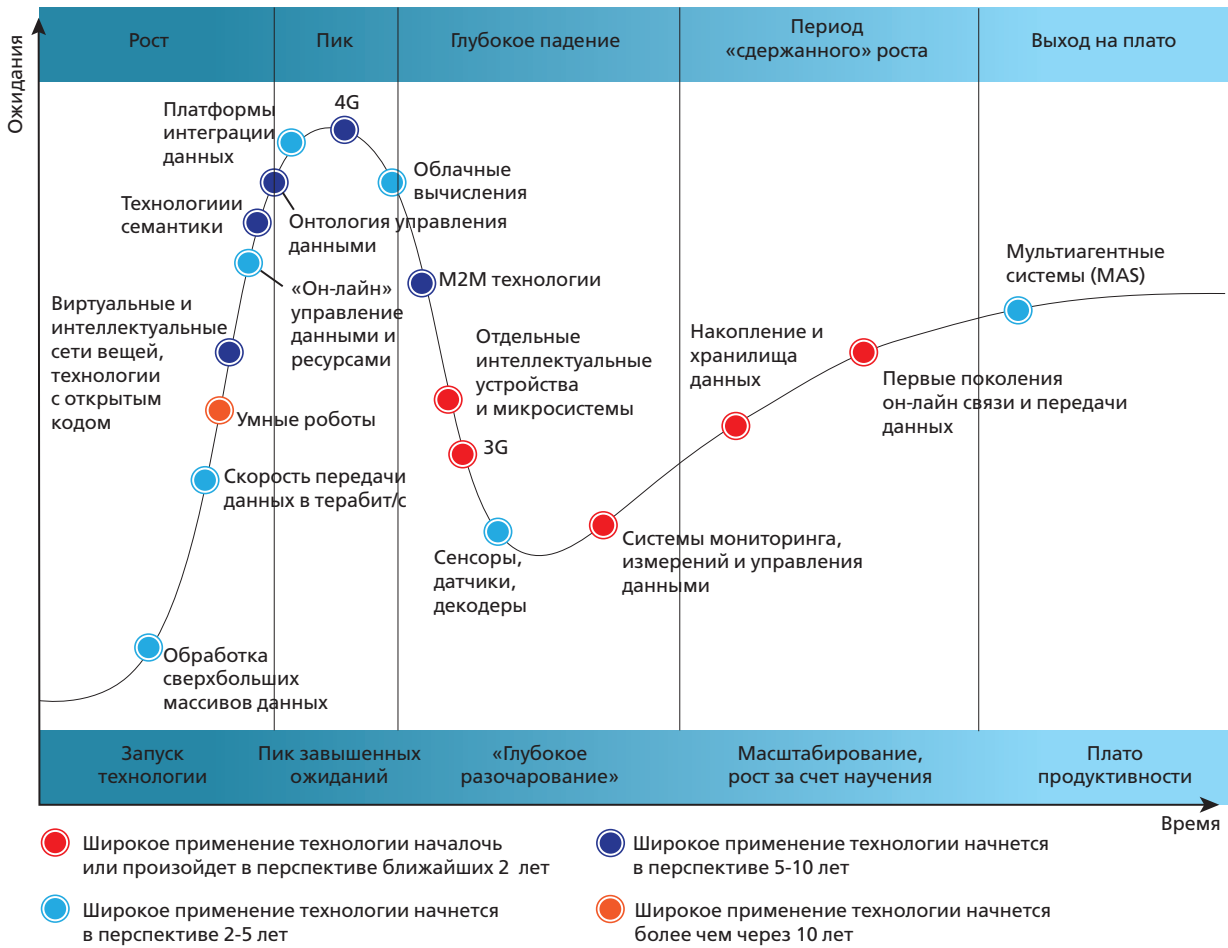 Ожидания
Рост
Пик
Глубокое падение
Период
«сдержанного» роста
Выход на плато
Платформы
интеграции
данных
4G
Облачные
вычисления
Технологиии
семантики
Онтология управления
данными
«Он-лайн»
управление
данными и
ресурсами
M2M технологии
Виртуальные и
интеллектуальные
сети вещей,
технологии
с открытым
кодом
Отдельные
интеллектуальные
устройства
и микросистемы
Умные роботы
3G
Скорость передачи
данных в терабит/с
Сенсоры,
датчики,
декодеры
Системы мониторинга,
измерений и управления
данными
Накопление и
хранилища
данных
Первые поколения
он-лайн связи и передачи
данных
Мультиагентные
системы (MAS)
Обработка
сверхбольших
массивов данных
Запуск
технологии
Пик завышенных
ожиданий
«Глубокое
разочарование»
Масштабирование,
рост за счет научения
Плато
продуктивности
Время
Широкое применение технологии началочь
или произойдет в перспективе ближайших 2 лет
Широкое применение технологии начнется
в перспективе 2-5 лет
Широкое применение технологии начнется
в перспективе 5-10 лет
Широкое применение технологии начнется
более чем через 10 лет